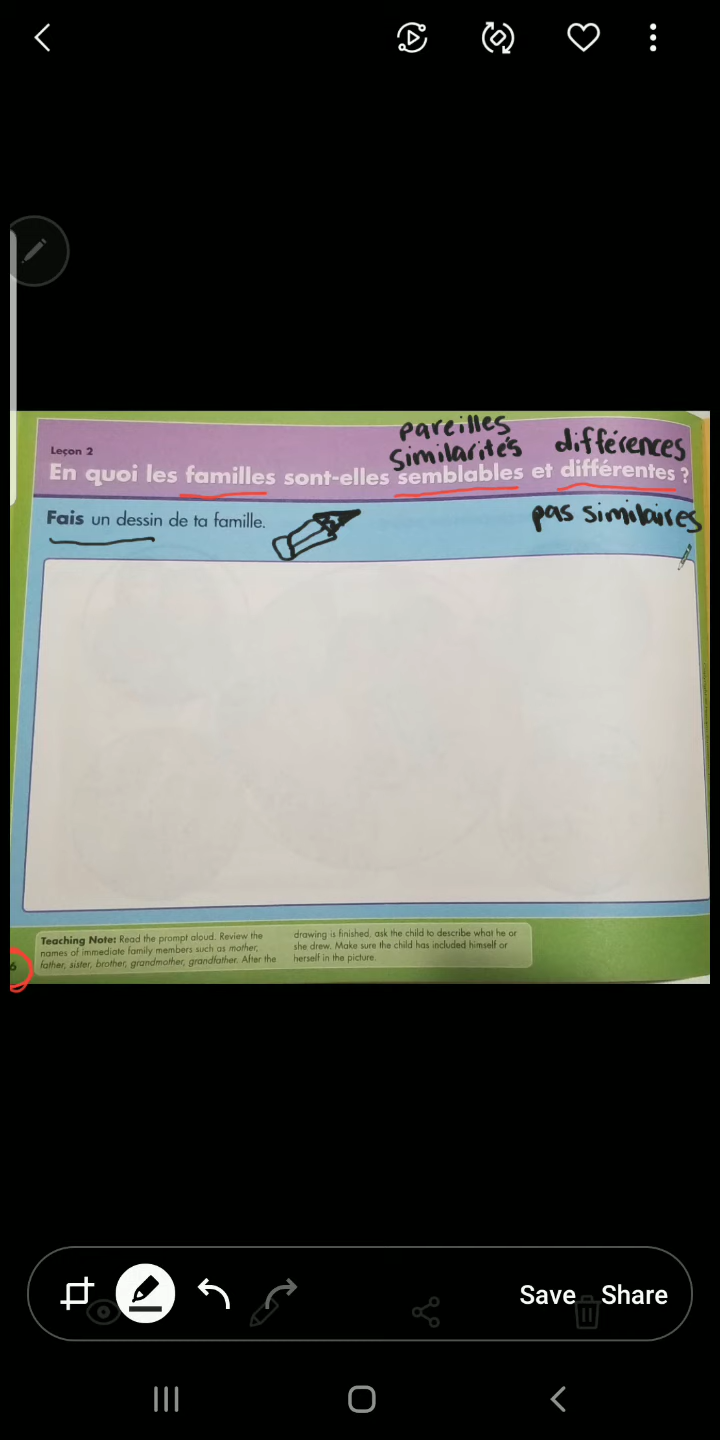 pareilles
similarités
différences
Leçon 2
En quoi les familles sont-elles semblables et différentes ?
Fais un dessin de ta famille.
pas similaires
Teaching Note: Read the prompt aloud. Review the
names of immediate family members such as mother,
father, sister, brother, grandmother, grandfather. After the
drawing is finished, ask the child to describe what he or
she drew. Make sure the child has included himself or
herself in the picture.
6
Save Share